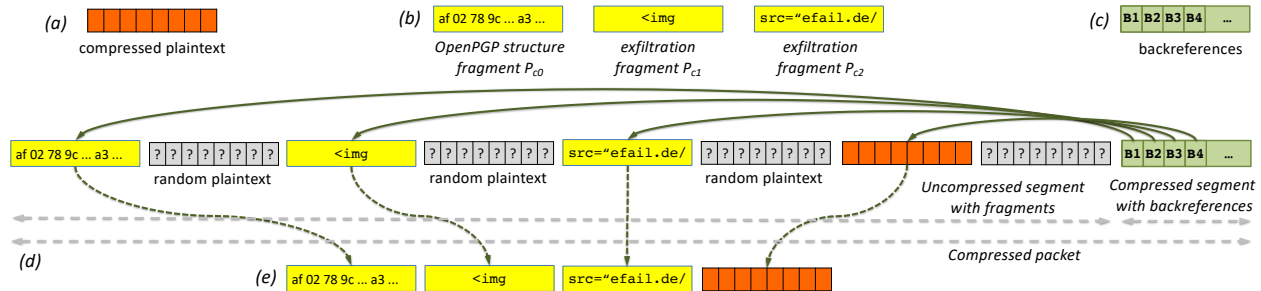 (a)
compressed plaintext
(b)
af 02 78 9c ... a3 ...
<img
src="efail.de/
OpenPGP structure
fragment Pc0
exfiltration
fragment Pc1
exfiltration
fragment Pc2
(c)
B1 B2 B3 B4 ...
backreferences
af 02 78 9c ... a3 ...
? ? ? ? ? ? ? ?
<img
? ? ? ? ? ? ? ?
src="efail.de/
? ? ? ? ? ? ? ?
? ? ? ? ? ? ? ?
B1 B2 B3 B4 ...
random plaintext
random plaintext
random plaintext
Uncompressed segment
with fragments
Compressed segment
with backreferences
(d)
Compressed packet
(e)
af 02 78 9c ... a3 ...
<img
src="efail.de/